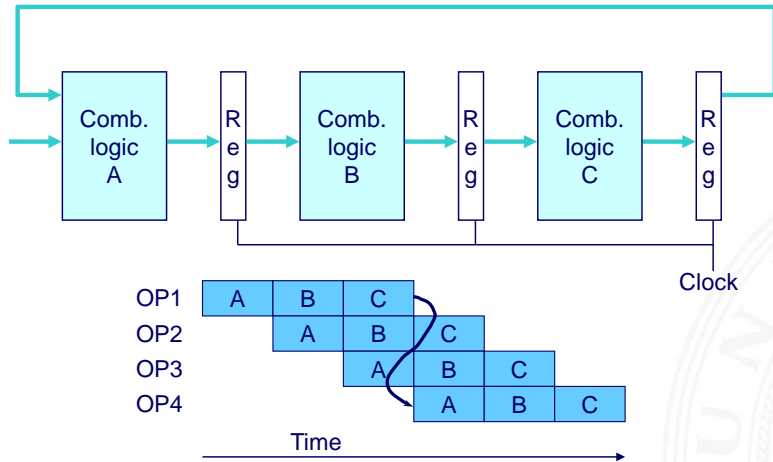 Comb.
logic
A
R
e
g
Comb.
logic
B
R
e
g
Comb.
logic
C
R
e
g
Clock
OP1 A B C
OP2 A B C
OP3 A B C
OP4 A B C
Time
U N